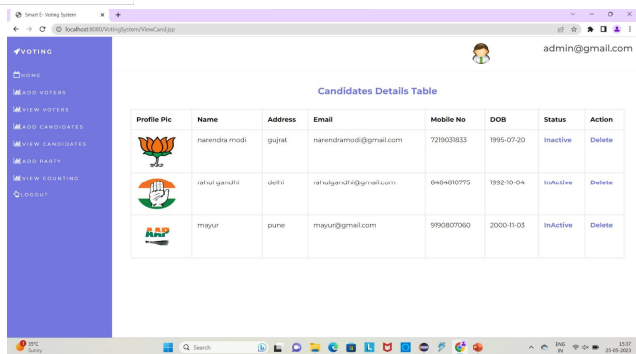 Smart E- Voting System
localhost:8080/VotingSystem/ViewCand.jsp
VOTING
admin@gmail.com
HOME
ADD VOTERS
VIEW VOTERS
ADD CANDIDATES
VIEW CANDIDATES
ADD PARTY
VIEW COUNTING
LOGOUT
Candidates Details Table
Profile Pic Name Address Email Mobile No DOB Status Action
narendra modi gujrat narendramodi@gmail.com 7219031833 1995-07-20 Inactive Delete
rahul gandhi delhi rahulgandhi@gmail.com 8484810775 1992-10-04 InActive Delete
AAP mayur pune mayur@gmail.com 9190807060 2000-11-03 InActive Delete
35°C
Sunny
Search
ENG
IN
15:37
25-05-2023